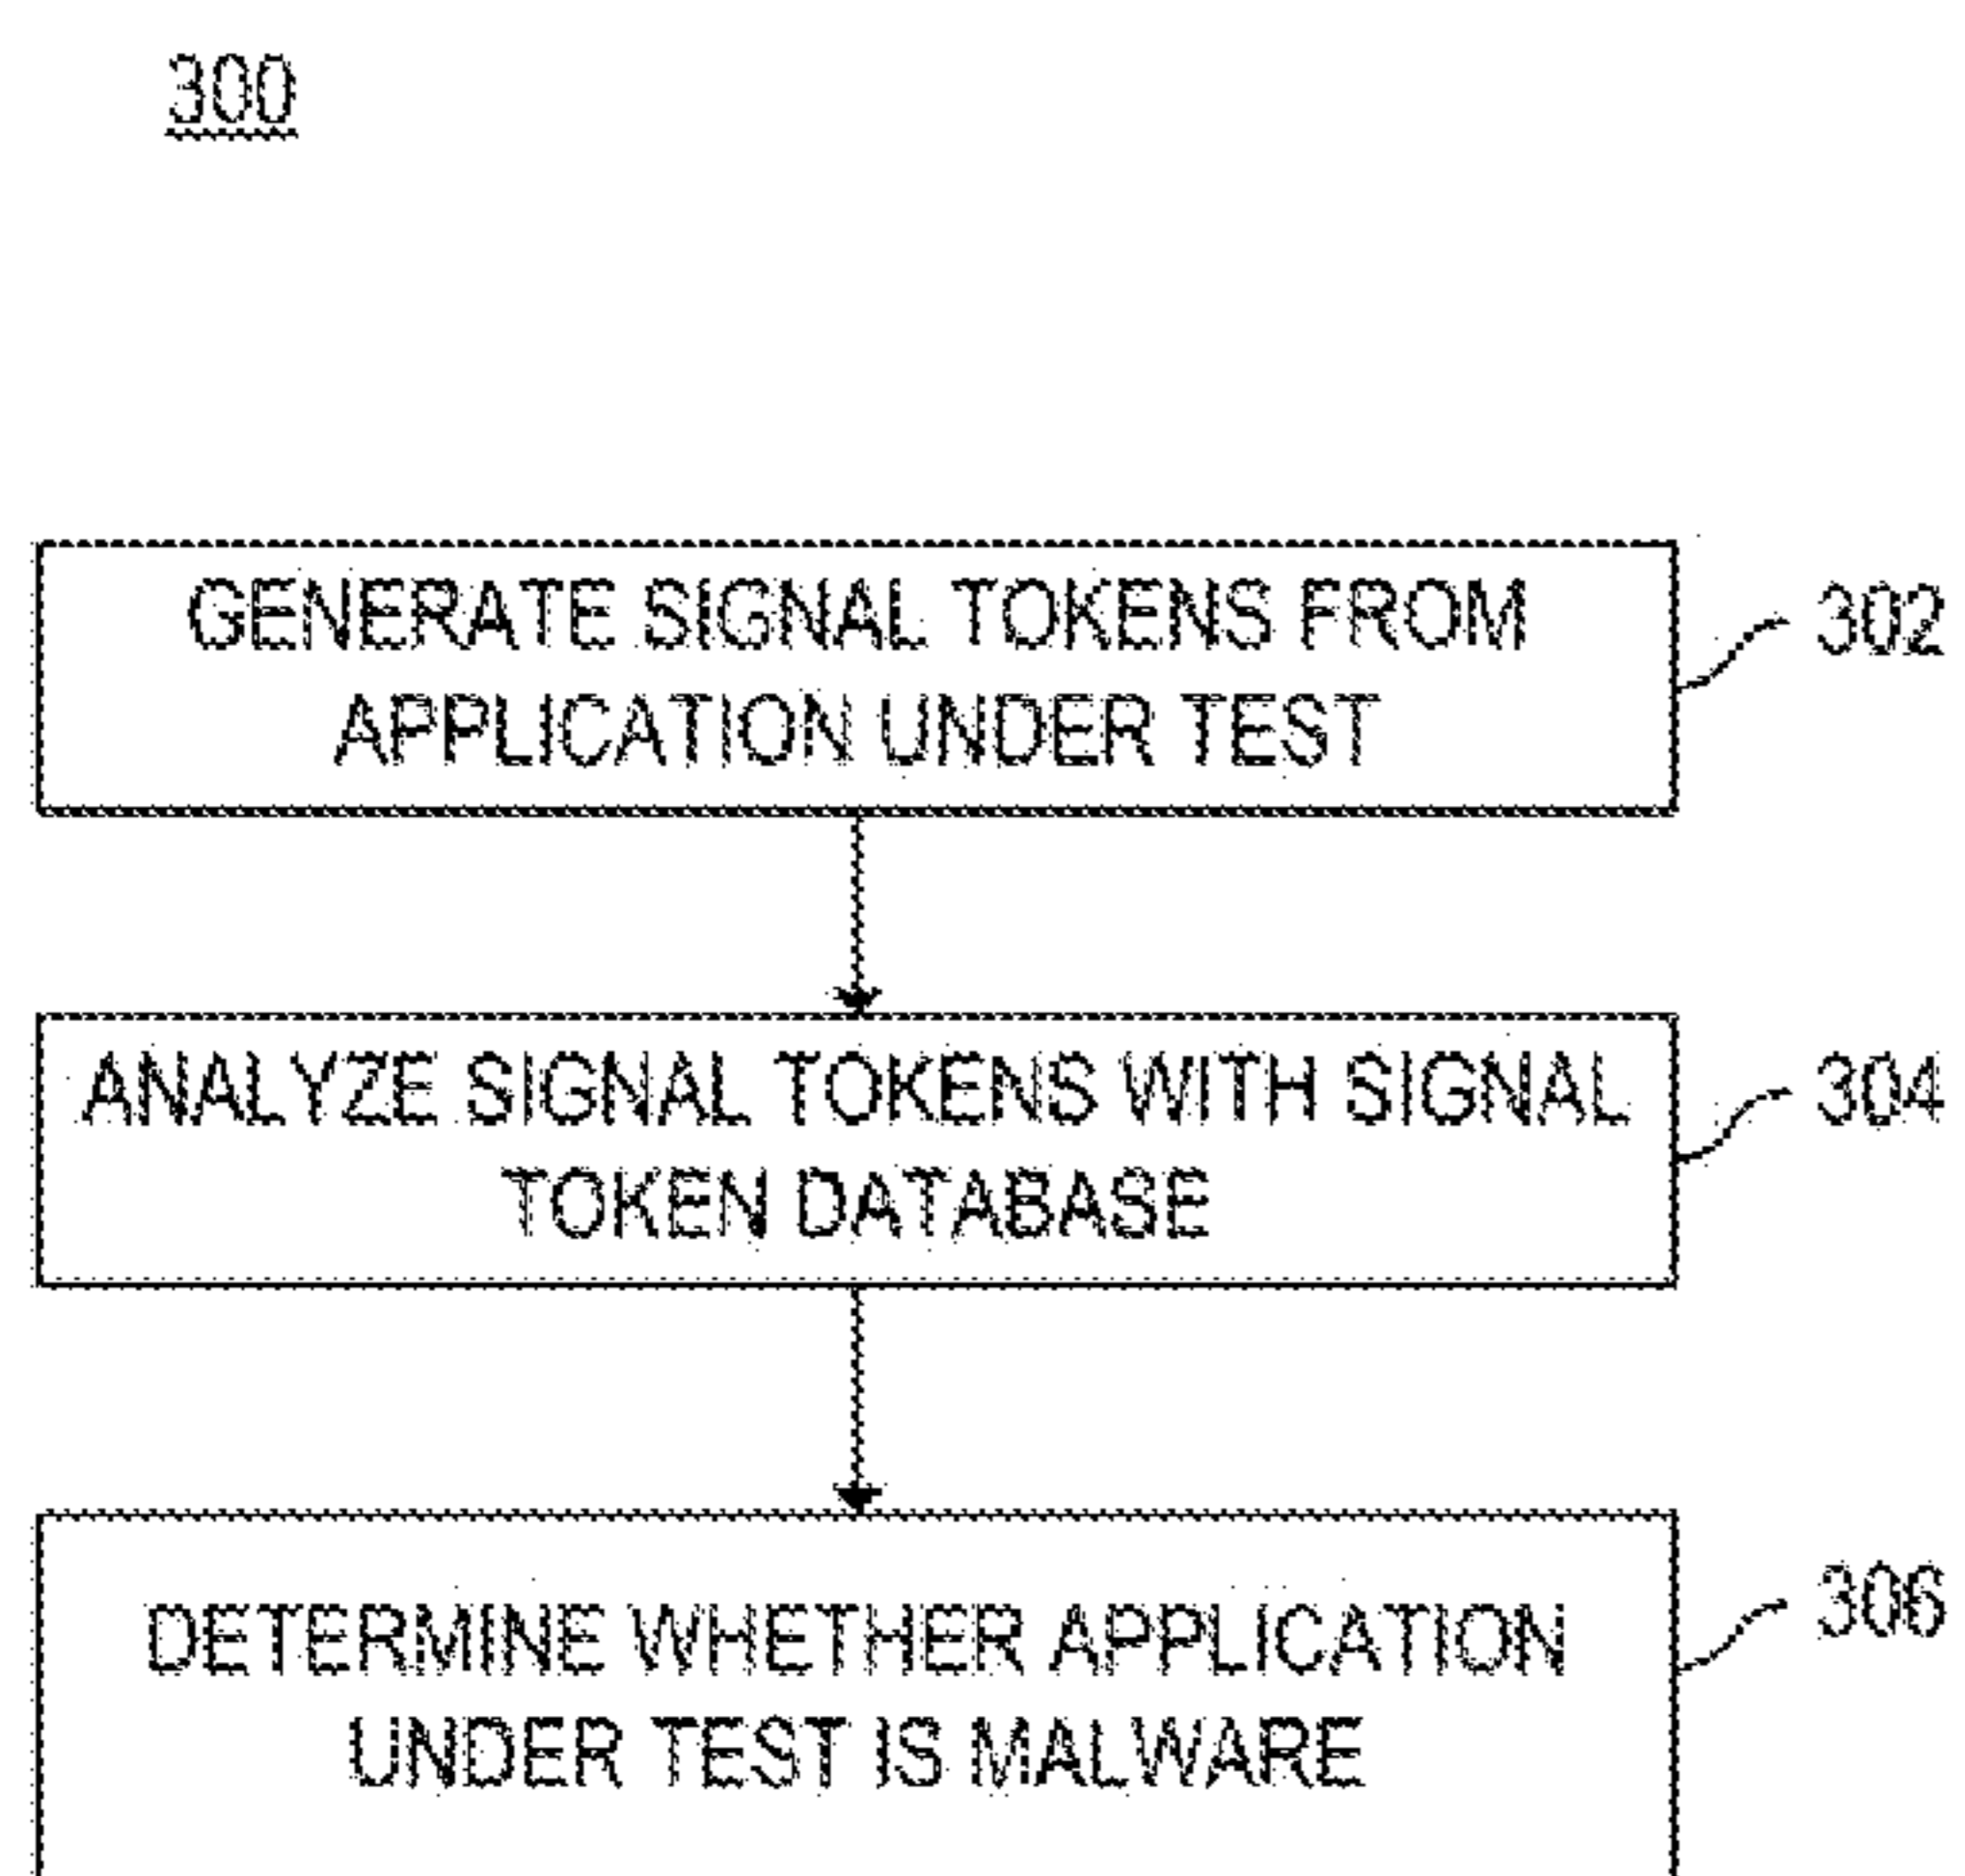 300
GENERATE SIGNAL TOKENS FROM
APPLICATION UNDER TEST
302
ANALYZE SIGNAL TOKENS WITH SIGNAL
TOKEN DATABASE
304
DETERMINE WHETHER APPLICATION
UNDER TEST IS MALWARE
306